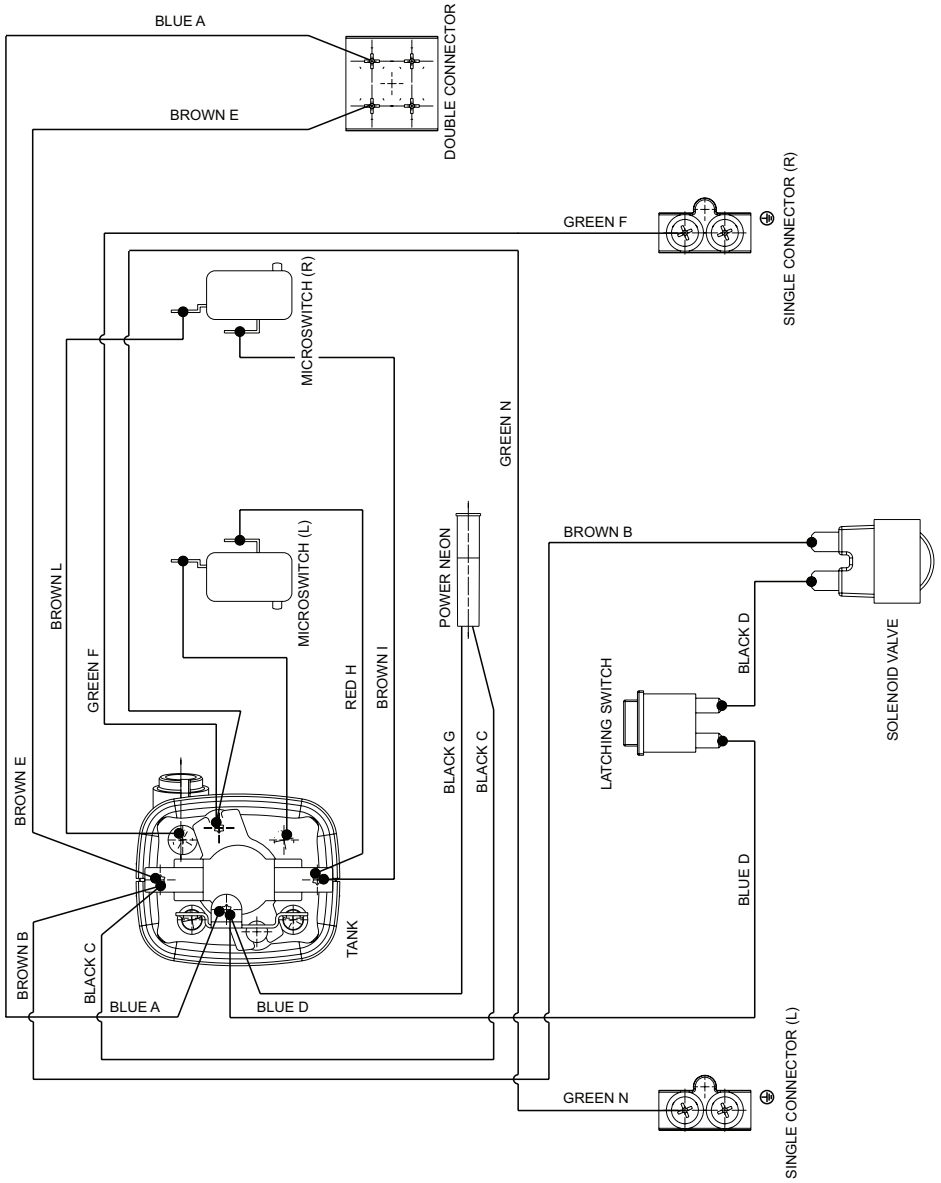 BLUE A
DOUBLE CONNECTOR
BROWN E
GREEN F
SINGLE CONNECTOR (R)
MICROSWITCH (R)
GREEN N
BROWN L
MICROSWITCH (L)
POWER NEON
BROWN B
GREEN F
RED H
BROWN I
BLACK D
SOLENOID VALVE
LATCHING SWITCH
BLACK G
BLACK C
BROWN E
BLUE D
TANK
BROWN B
BLACK C
BLUE A
BLUE D
GREEN N
SINGLE CONNECTOR (L)